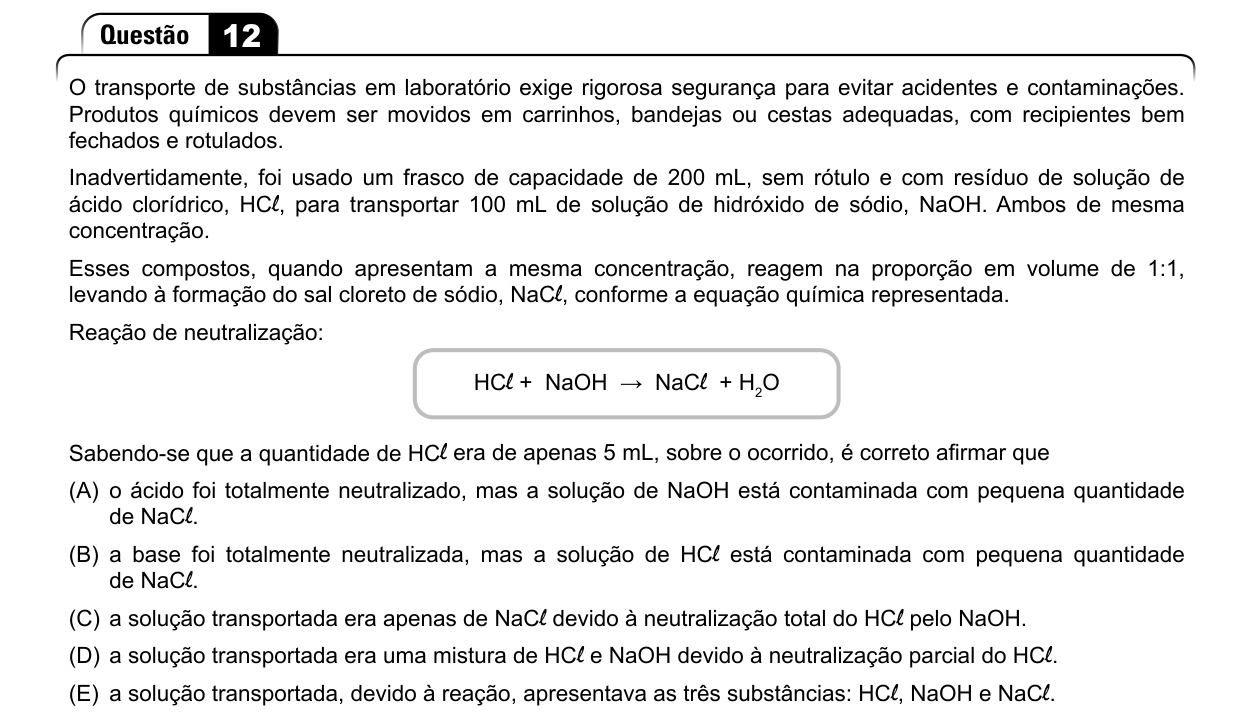 Questão 12
O transporte de substâncias em laboratório exige rigorosa segurança para evitar acidentes e contaminações.
Produtos químicos devem ser movidos em carrinhos, bandejas ou cestas adequadas, com recipientes bem
fechados e rotulados.
Inadvertidamente, foi usado um frasco de capacidade de 200 mL, sem rótulo e com resíduo de solução de
ácido clorídrico, HCℓ, para transportar 100 mL de solução de hidróxido de sódio, NaOH. Ambos de mesma
concentração.
Esses compostos, quando apresentam a mesma concentração, reagem na proporção em volume de 1:1,
levando à formação do sal cloreto de sódio, NaCℓ, conforme a equação química representada.
Reação de neutralização:
HCℓ + NaOH → NaCℓ + H₂O
Sabendo-se que a quantidade de HCℓ era de apenas 5 mL, sobre o ocorrido, é correto afirmar que
(A) o ácido foi totalmente neutralizado, mas a solução de NaOH está contaminada com pequena quantidade
de NaCℓ.
(B) a base foi totalmente neutralizada, mas a solução de HCℓ está contaminada com pequena quantidade
de NaCℓ.
(C) a solução transportada era apenas de NaCℓ devido à neutralização total do HCℓ pelo NaOH.
(D) a solução transportada era uma mistura de HCℓ e NaOH devido à neutralização parcial do HCℓ.
(E) a solução transportada, devido à reação, apresentava as três substâncias: HCℓ, NaOH e NaCℓ.